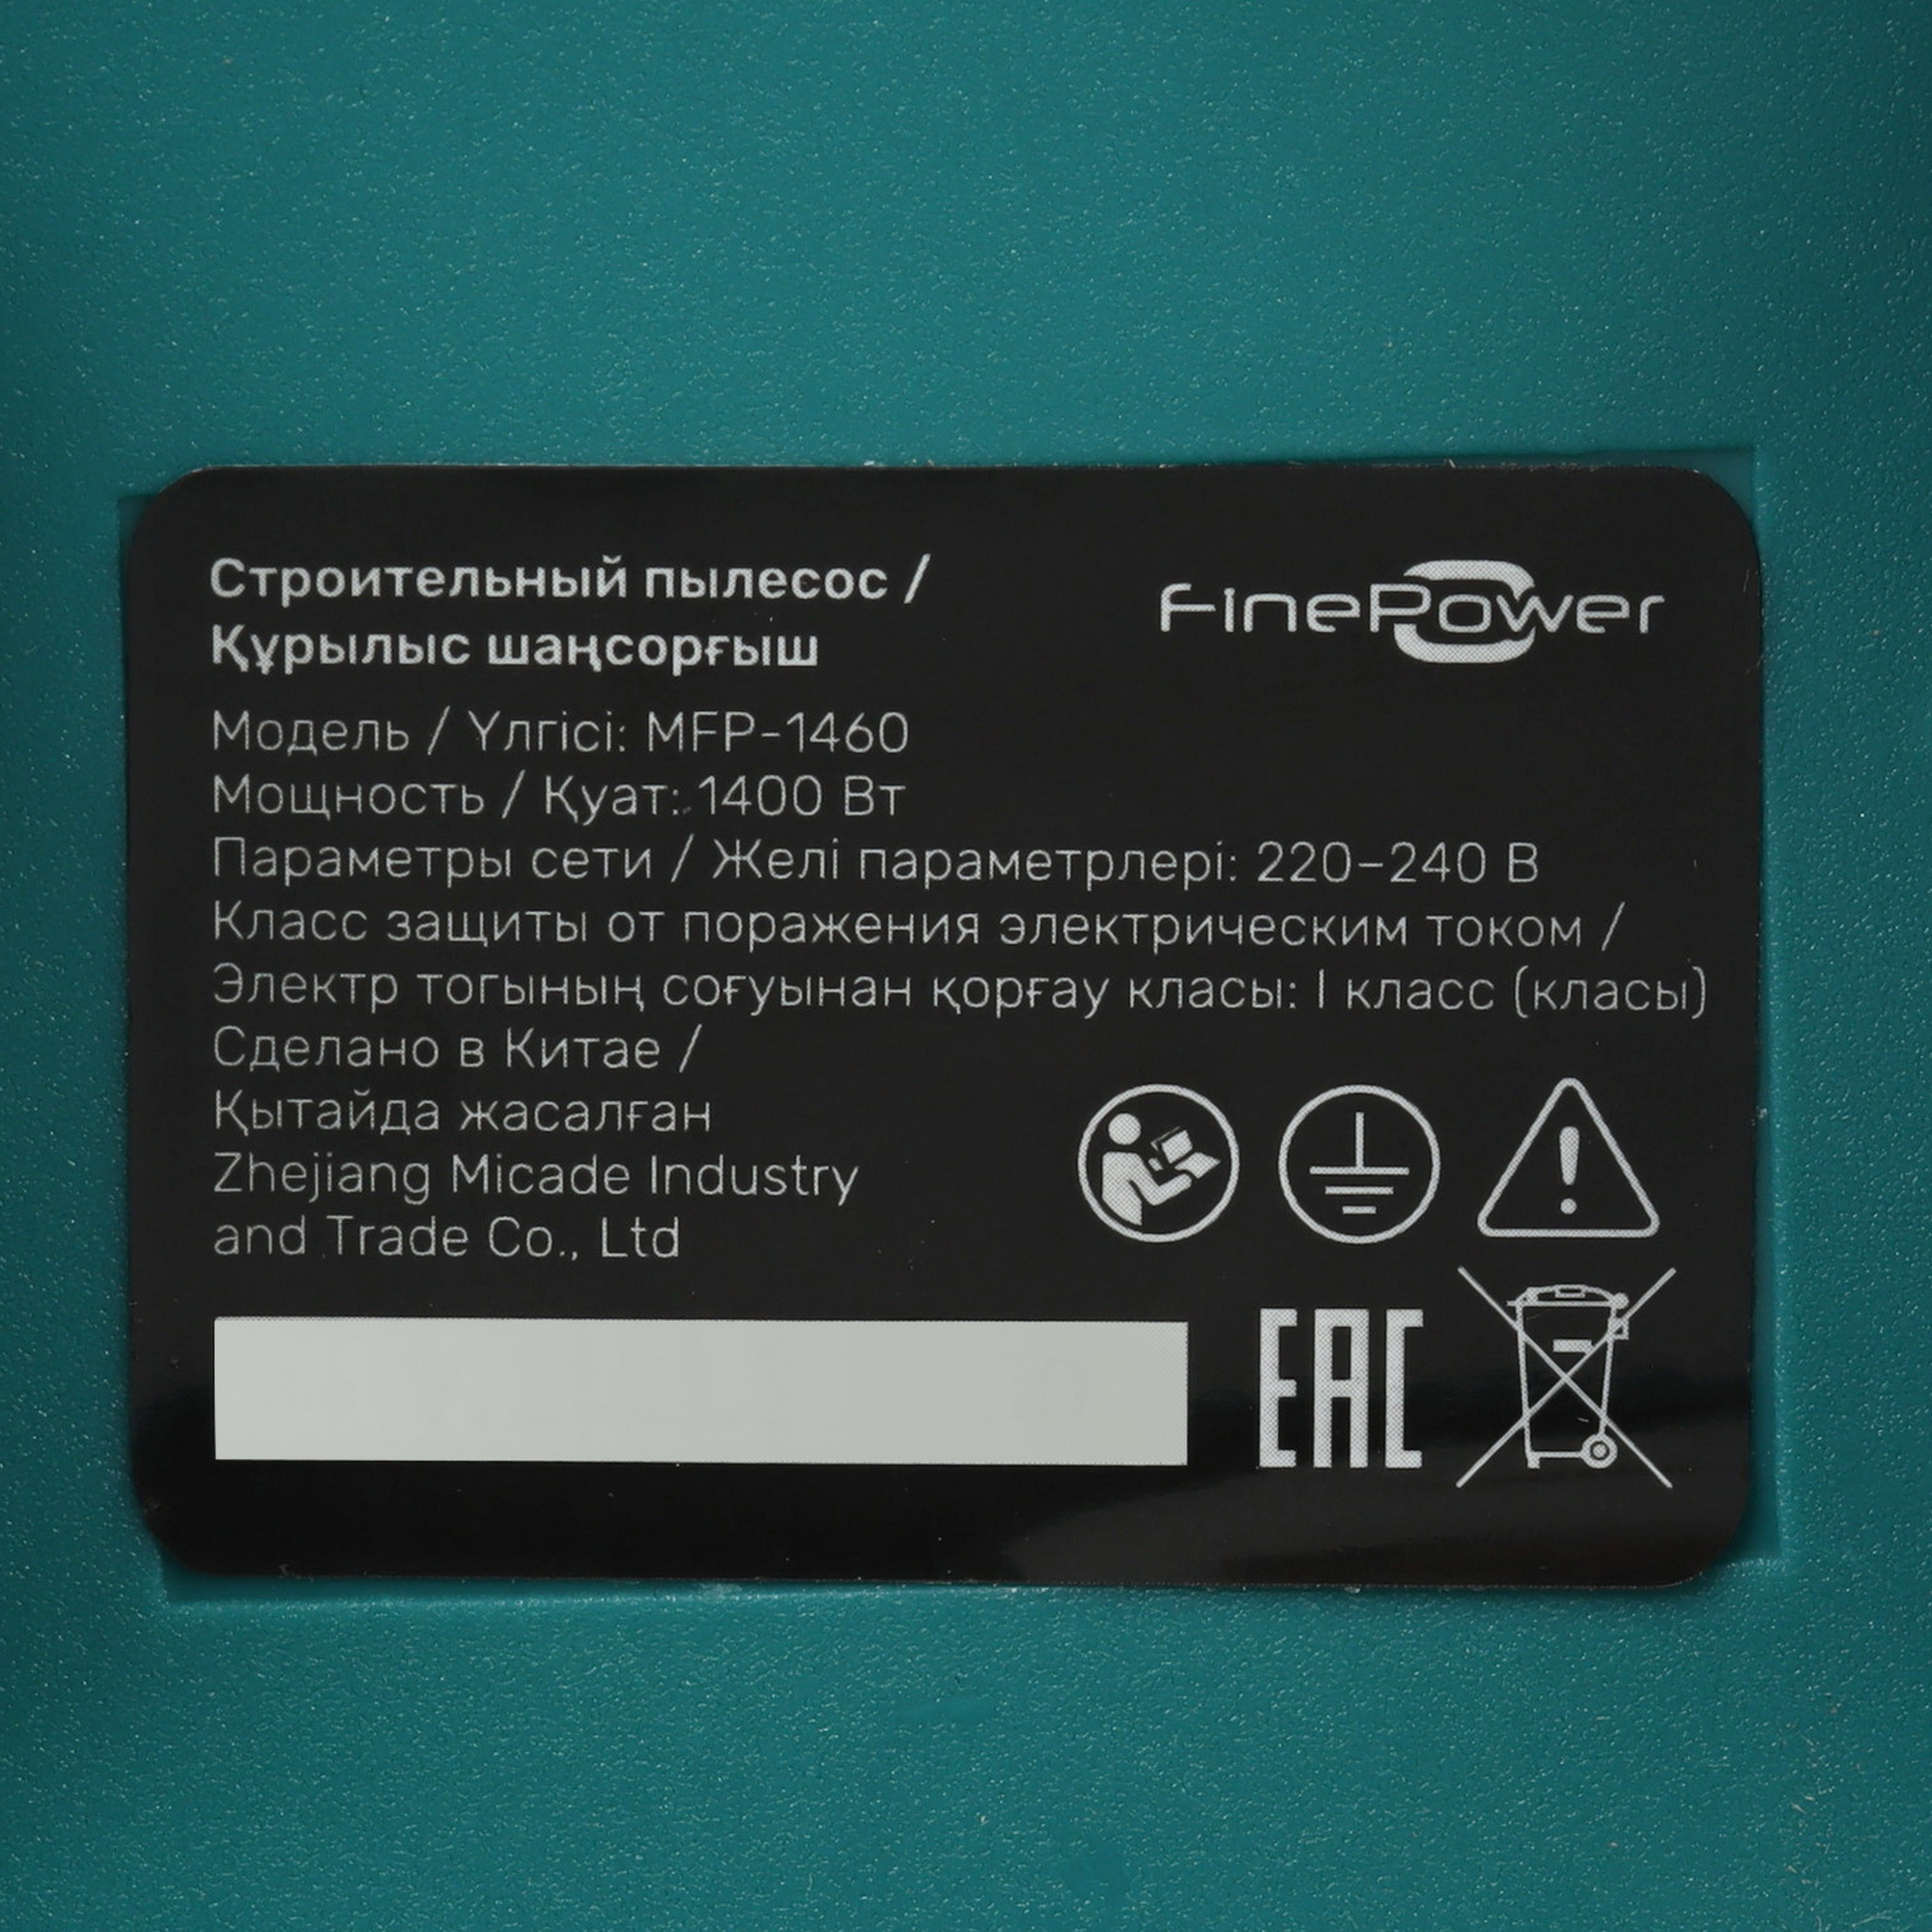 Строительный пылесос /
Құрылыс шаңсорғыш
FinePower
Модель / Үлгісі: MFP-1460
Мощность / Қуат: 1400 Вт
Параметры сети / Желі параметрлері: 220–240 В
Класс защиты от поражения электрическим током /
Электр тогының соғуынан қорғау класы: I класс (класы)
Сделано в Китае /
Қытайда жасалған
Zhejiang Micade Industry
and Trade Co., Ltd
EAC